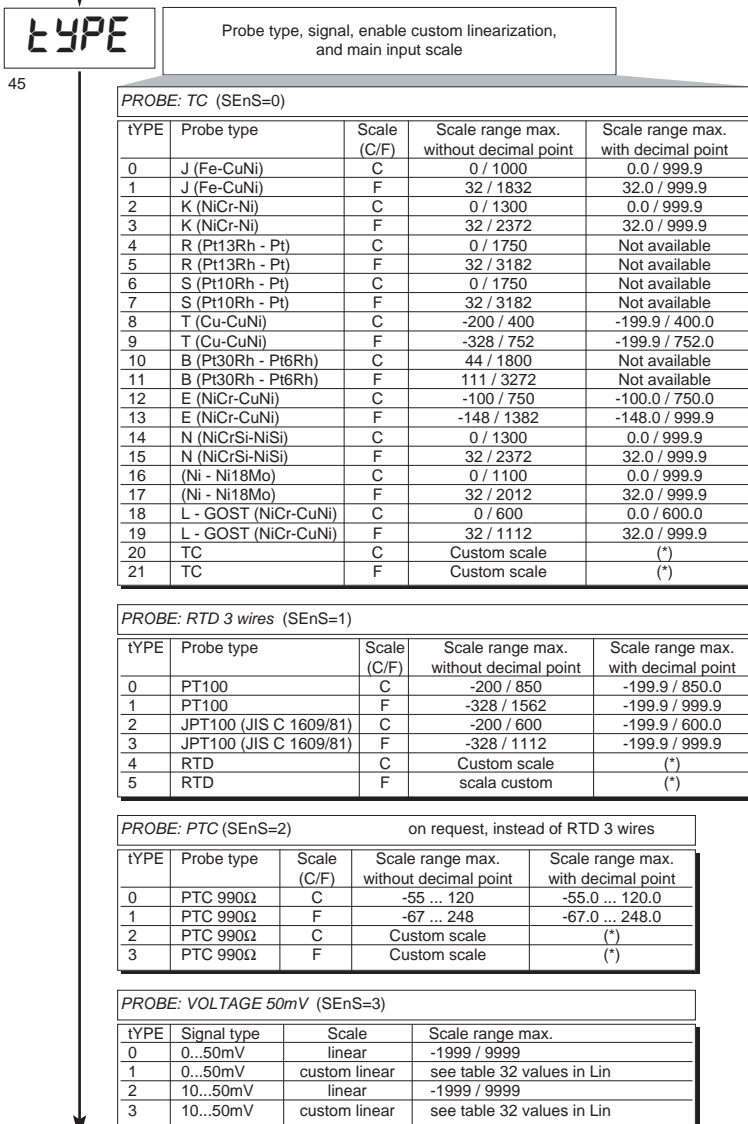 tYPE
Probe type, signal, enable custom linearization,
and main input scale
45
PROBE: TC (SEnS=0)
tYPE Probe type Scale Scale range max. Scale range max.
(C/F) without decimal point with decimal point
0 J (Fe-CuNi) C 0 / 1000 0.0 / 999.9
1 J (Fe-CuNi) F 32 / 1832 32.0 / 999.9
2 K (NiCr-Ni) C 0 / 1300 0.0 / 999.9
3 K (NiCr-Ni) F 32 / 2372 32.0 / 999.9
4 R (Pt13Rh - Pt) C 0 / 1750 Not available
5 R (Pt13Rh - Pt) F 32 / 3182 Not available
6 S (Pt10Rh - Pt) C 0 / 1750 Not available
7 S (Pt10Rh - Pt) F 32 / 3182 Not available
8 T (Cu-CuNi) C -200 / 400 -199.9 / 400.0
9 T (Cu-CuNi) F -328 / 752 -199.9 / 752.0
10 B (Pt30Rh - Pt6Rh) C 44 / 1800 Not available
11 B (Pt30Rh - Pt6Rh) F 111 / 3272 Not available
12 E (NiCr-CuNi) C -100 / 750 -100.0 / 750.0
13 E (NiCr-CuNi) F -148 / 1382 -148.0 / 999.9
14 N (NiCrSi-NiSi) C 0 / 1300 0.0 / 999.9
15 N (NiCrSi-NiSi) F 32 / 2372 32.0 / 999.9
16 (Ni - Ni18Mo) C 0 / 1100 0.0 / 999.9
17 (Ni - Ni18Mo) F 32 / 2012 32.0 / 999.9
18 L - GOST (NiCr-CuNi) C 0 / 600 0.0 / 600.0
19 L - GOST (NiCr-CuNi) F 32 / 1112 32.0 / 999.9
20 TC C Custom scale (*)
21 TC F Custom scale (*)
PROBE: RTD 3 wires (SEnS=1)
tYPE Probe type Scale Scale range max. Scale range max.
(C/F) without decimal point with decimal point
0 PT100 C -200 / 850 -199.9 / 850.0
1 PT100 F -328 / 1562 -199.9 / 999.9
2 JPT100 (JIS C 1609/81) C -200 / 600 -199.9 / 600.0
3 JPT100 (JIS C 1609/81) F -328 / 1112 -199.9 / 999.9
4 RTD C Custom scale (*)
5 RTD F scala custom (*)
PROBE: PTC (SEnS=2) on request, instead of RTD 3 wires
tYPE Probe type Scale Scale range max. Scale range max.
(C/F) without decimal point with decimal point
0 PTC 990Ω C -55 ... 120 -55.0 ... 120.0
1 PTC 990Ω F -67 ... 248 -67.0 ... 248.0
2 PTC 990Ω C Custom scale (*)
3 PTC 990Ω F Custom scale (*)
PROBE: VOLTAGE 50mV (SEnS=3)
tYPE Signal type Scale Scale range max.
0 0...50mV linear -1999 / 9999
1 0...50mV custom linear see table 32 values in Lin
2 10...50mV linear -1999 / 9999
3 10...50mV custom linear see table 32 values in Lin